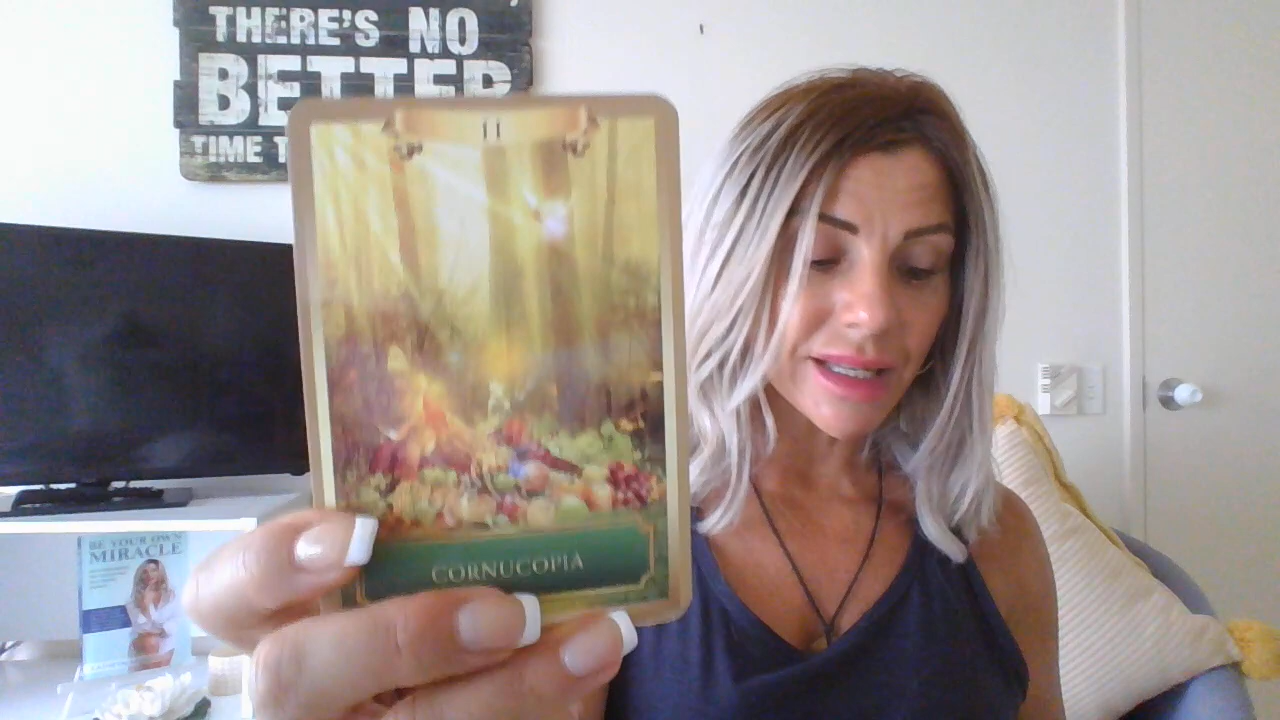 THERE'S NO
BETTER
TIME T
11
CORNUCOPIA
BE YOUR OWN
MIRACLE